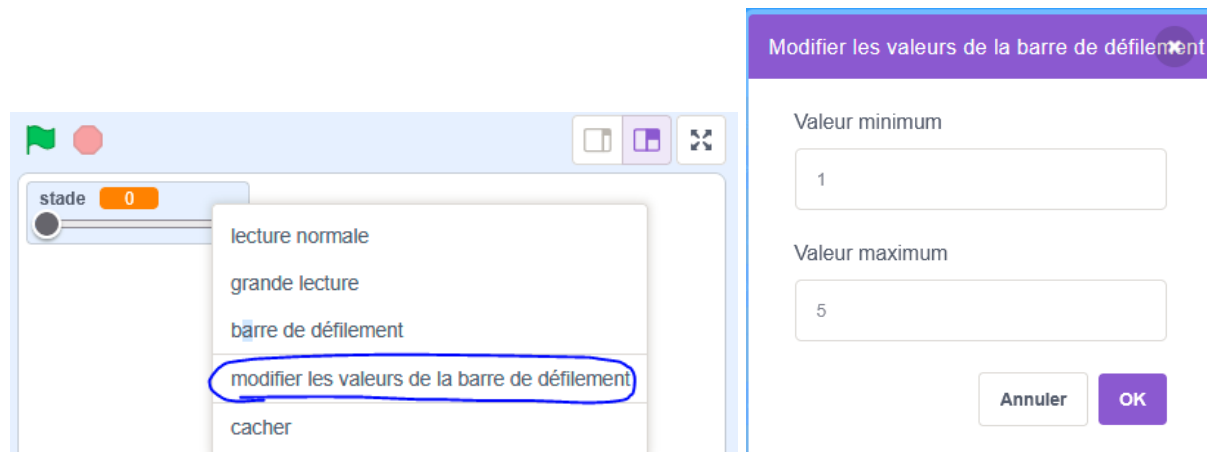 stade 0
lecture normale
grande lecture
barre de défilement
modifier les valeurs de la barre de défilement
cacher
Modifier les valeurs de la barre de défilement
Valeur minimum
1
Valeur maximum
5
Annuler OK